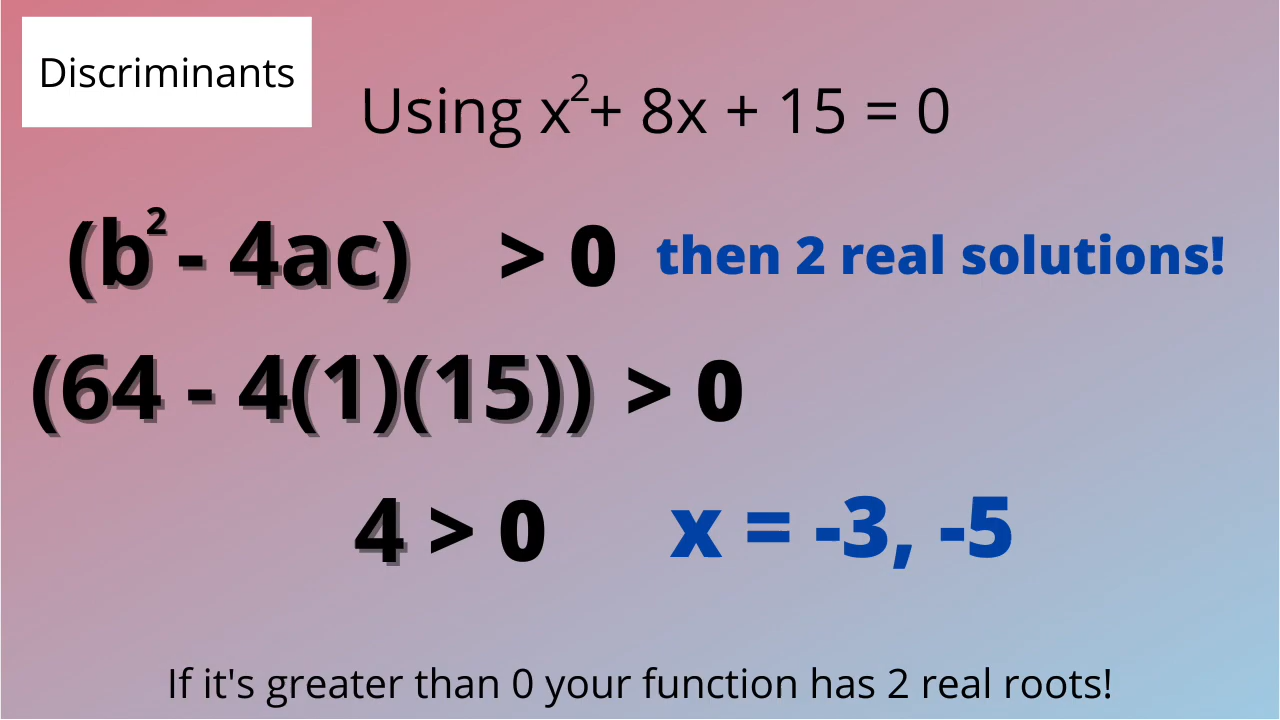 Discriminants
Using x²+ 8x + 15 = 0
(b² - 4ac) > 0 then 2 real solutions!
(64 - 4(1)(15)) > 0
4 > 0 x = -3, -5
If it's greater than 0 your function has 2 real roots!